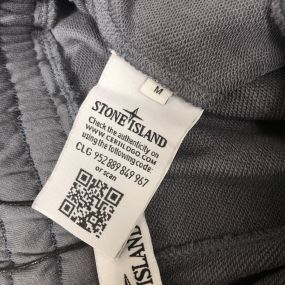 STONE ISLAND
Check the authenticity on
WWW.CERTILOGO.COM
using the following code:
CLG 952 889 849 967
or scan
M
STONE ISLAND